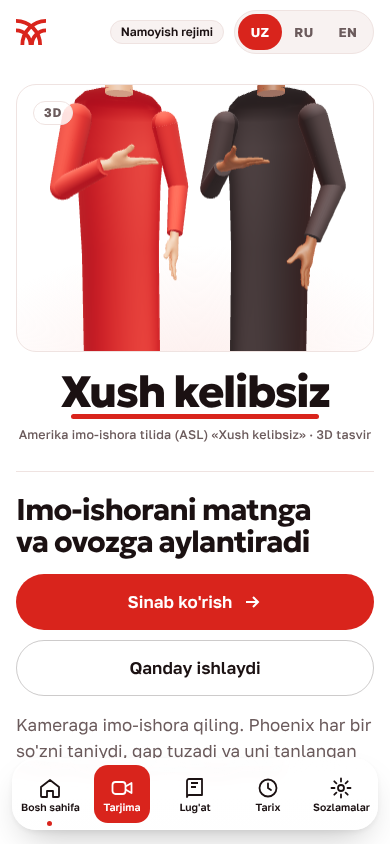 Namoyish rejimi
UZ RU EN
3D
Xush kelibsiz
Amerika imo-ishora tilida (ASL) «Xush kelibsiz» · 3D tasvir
Imo-ishorani matnga
va ovozga aylantiradi
Sinab ko'rish →
Qanday ishlaydi
Kameraga imo-ishora qiling. Phoenix har bir
so'zni taniydi, gap tuzadi va uni tanlangan
Bosh sahifa Tarjima Lug'at Tarix Sozlamalar